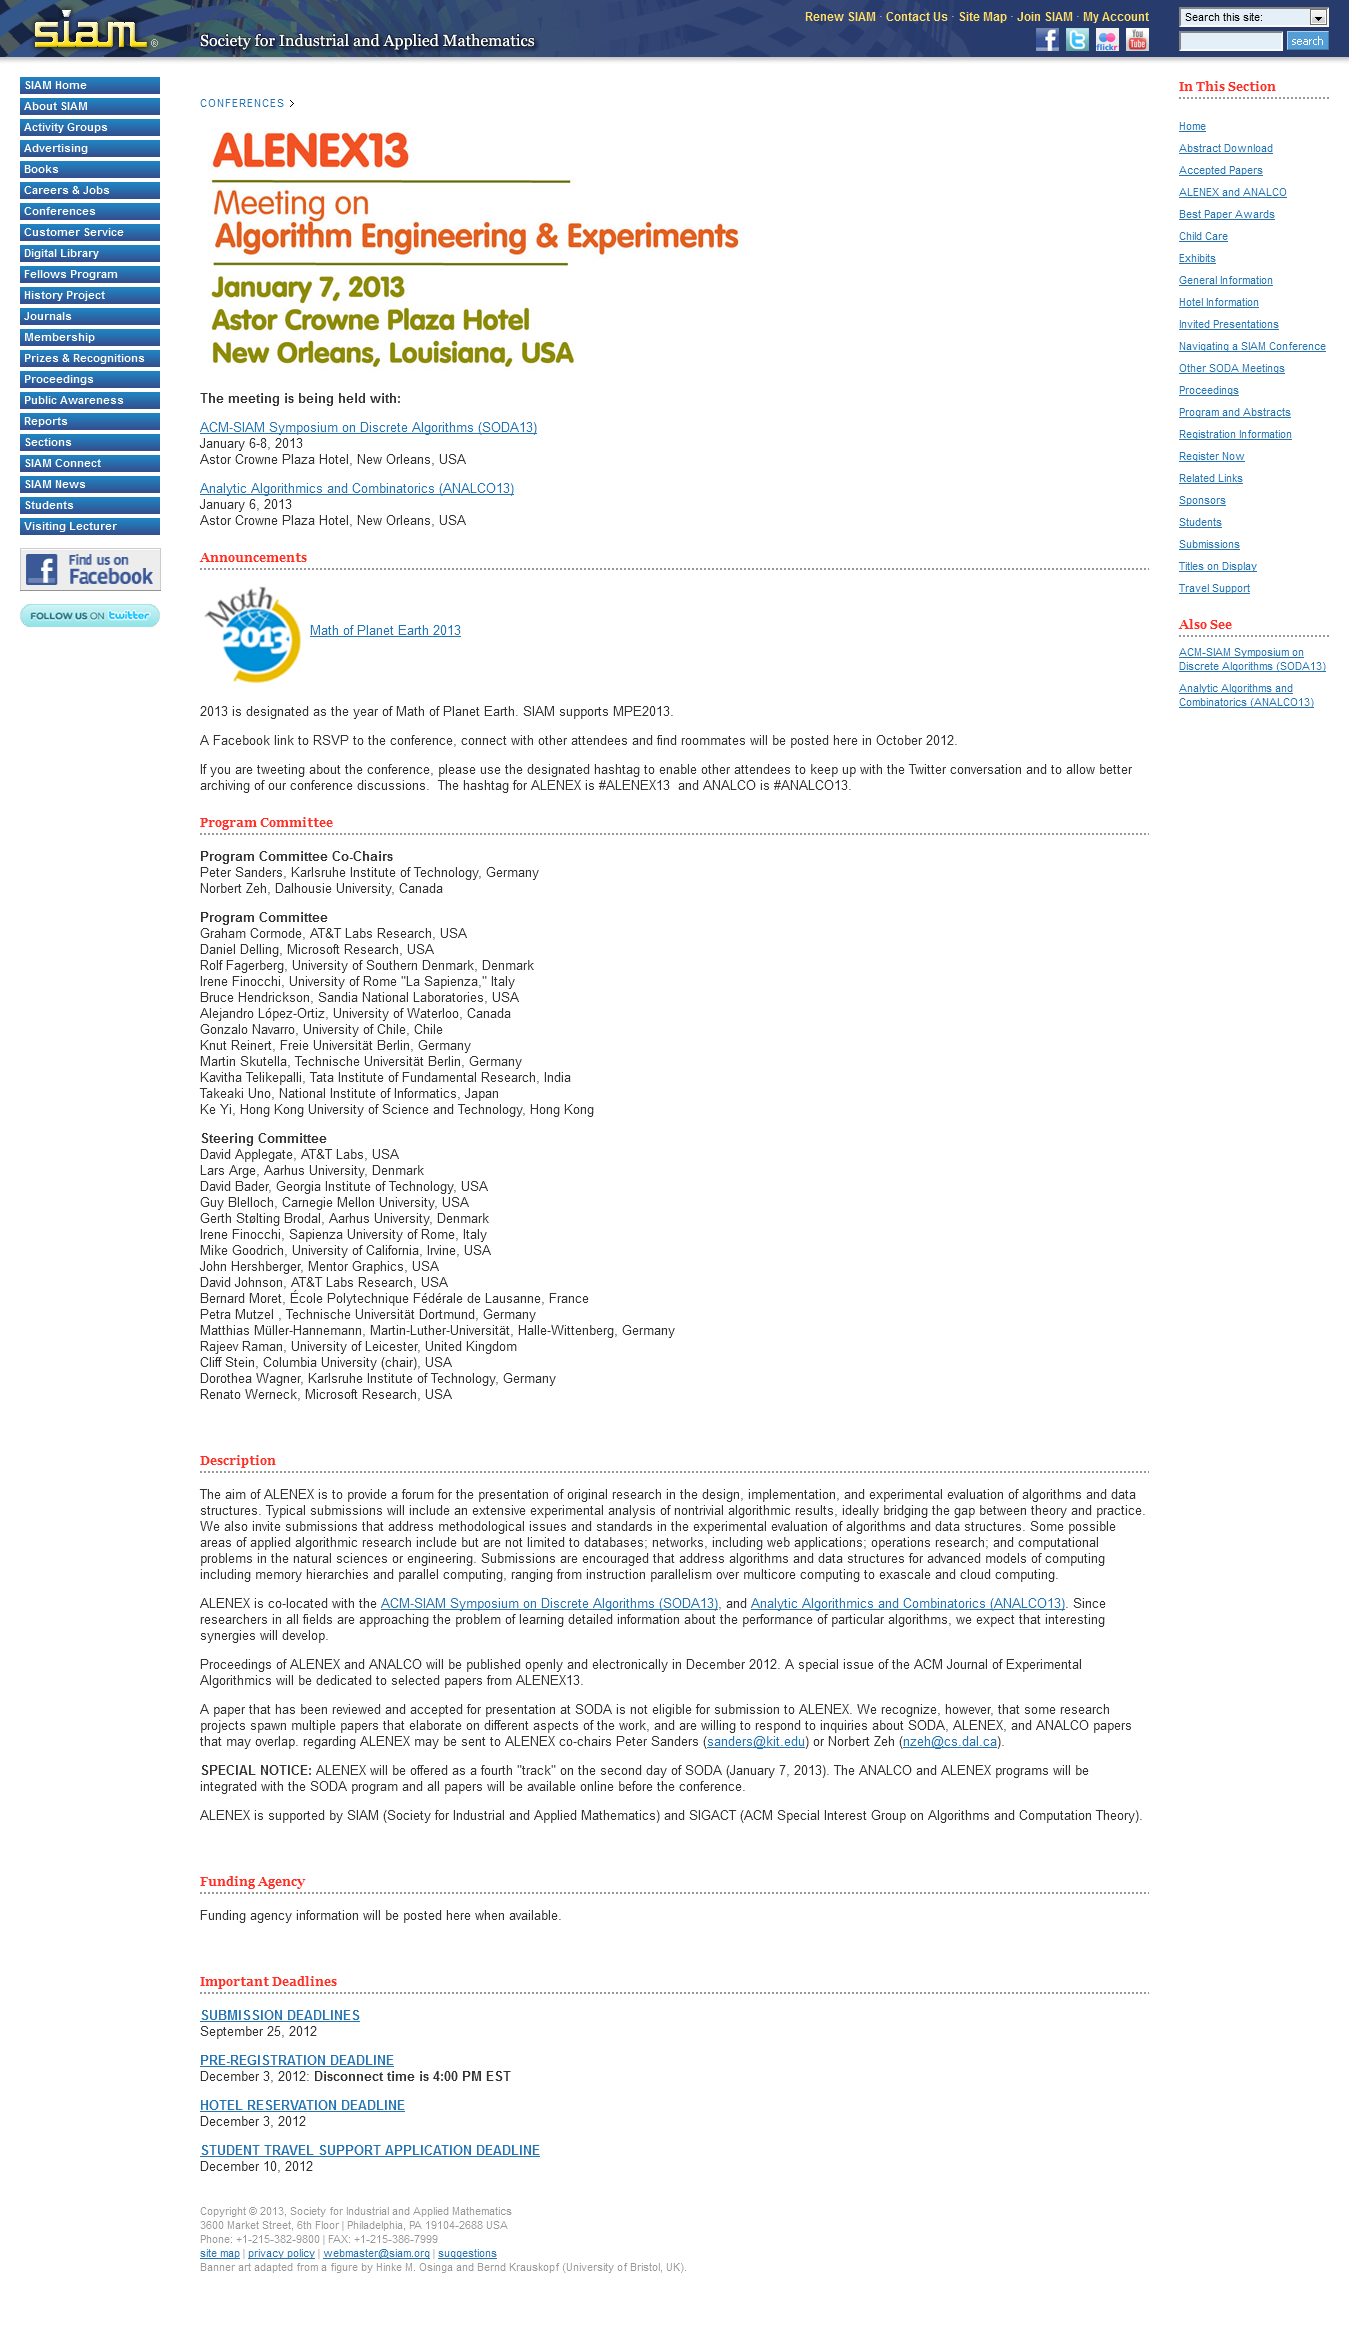 siam ®
Society for Industrial and Applied Mathematics
Renew SIAM · Contact Us · Site Map · Join SIAM · My Account
flickr
You Tube
Search this site:
search
SIAM Home
About SIAM
Activity Groups
Advertising
Books
Careers & Jobs
Conferences
Customer Service
Digital Library
Fellows Program
History Project
Journals
Membership
Prizes & Recognitions
Proceedings
Public Awareness
Reports
Sections
SIAM Connect
SIAM News
Students
Visiting Lecturer
Find us on
Facebook
FOLLOW US ON twitter
CONFERENCES >
ALENEX13
Meeting on
Algorithm Engineering & Experiments
January 7, 2013
Astor Crowne Plaza Hotel
New Orleans, Louisiana, USA
The meeting is being held with:
ACM-SIAM Symposium on Discrete Algorithms (SODA13)
January 6-8, 2013
Astor Crowne Plaza Hotel, New Orleans, USA
Analytic Algorithmics and Combinatorics (ANALCO13)
January 6, 2013
Astor Crowne Plaza Hotel, New Orleans, USA
Announcements
Math
2013
Math of Planet Earth 2013
2013 is designated as the year of Math of Planet Earth. SIAM supports MPE2013.
A Facebook link to RSVP to the conference, connect with other attendees and find roommates will be posted here in October 2012.
If you are tweeting about the conference, please use the designated hashtag to enable other attendees to keep up with the Twitter conversation and to allow better
archiving of our conference discussions.  The hashtag for ALENEX is #ALENEX13  and ANALCO is #ANALCO13.
Program Committee
Program Committee Co-Chairs
Peter Sanders, Karlsruhe Institute of Technology, Germany
Norbert Zeh, Dalhousie University, Canada
Program Committee
Graham Cormode, AT&T Labs Research, USA
Daniel Delling, Microsoft Research, USA
Rolf Fagerberg, University of Southern Denmark, Denmark
Irene Finocchi, University of Rome "La Sapienza," Italy
Bruce Hendrickson, Sandia National Laboratories, USA
Alejandro López-Ortiz, University of Waterloo, Canada
Gonzalo Navarro, University of Chile, Chile
Knut Reinert, Freie Universität Berlin, Germany
Martin Skutella, Technische Universität Berlin, Germany
Kavitha Telikepalli, Tata Institute of Fundamental Research, India
Takeaki Uno, National Institute of Informatics, Japan
Ke Yi, Hong Kong University of Science and Technology, Hong Kong
Steering Committee
David Applegate, AT&T Labs, USA
Lars Arge, Aarhus University, Denmark
David Bader, Georgia Institute of Technology, USA
Guy Blelloch, Carnegie Mellon University, USA
Gerth Stølting Brodal, Aarhus University, Denmark
Irene Finocchi, Sapienza University of Rome, Italy
Mike Goodrich, University of California, Irvine, USA
John Hershberger, Mentor Graphics, USA
David Johnson, AT&T Labs Research, USA
Bernard Moret, École Polytechnique Fédérale de Lausanne, France
Petra Mutzel , Technische Universität Dortmund, Germany
Matthias Müller-Hannemann, Martin-Luther-Universität, Halle-Wittenberg, Germany
Rajeev Raman, University of Leicester, United Kingdom
Cliff Stein, Columbia University (chair), USA
Dorothea Wagner, Karlsruhe Institute of Technology, Germany
Renato Werneck, Microsoft Research, USA
Description
The aim of ALENEX is to provide a forum for the presentation of original research in the design, implementation, and experimental evaluation of algorithms and data
structures. Typical submissions will include an extensive experimental analysis of nontrivial algorithmic results, ideally bridging the gap between theory and practice.
We also invite submissions that address methodological issues and standards in the experimental evaluation of algorithms and data structures. Some possible
areas of applied algorithmic research include but are not limited to databases; networks, including web applications; operations research; and computational
problems in the natural sciences or engineering. Submissions are encouraged that address algorithms and data structures for advanced models of computing
including memory hierarchies and parallel computing, ranging from instruction parallelism over multicore computing to exascale and cloud computing.
ALENEX is co-located with the ACM-SIAM Symposium on Discrete Algorithms (SODA13), and Analytic Algorithmics and Combinatorics (ANALCO13). Since
researchers in all fields are approaching the problem of learning detailed information about the performance of particular algorithms, we expect that interesting
synergies will develop.
Proceedings of ALENEX and ANALCO will be published openly and electronically in December 2012. A special issue of the ACM Journal of Experimental
Algorithmics will be dedicated to selected papers from ALENEX13.
A paper that has been reviewed and accepted for presentation at SODA is not eligible for submission to ALENEX. We recognize, however, that some research
projects spawn multiple papers that elaborate on different aspects of the work, and are willing to respond to inquiries about SODA, ALENEX, and ANALCO papers
that may overlap. regarding ALENEX may be sent to ALENEX co-chairs Peter Sanders (sanders@kit.edu) or Norbert Zeh (nzeh@cs.dal.ca).
SPECIAL NOTICE: ALENEX will be offered as a fourth "track" on the second day of SODA (January 7, 2013). The ANALCO and ALENEX programs will be
integrated with the SODA program and all papers will be available online before the conference.
ALENEX is supported by SIAM (Society for Industrial and Applied Mathematics) and SIGACT (ACM Special Interest Group on Algorithms and Computation Theory).
Funding Agency
Funding agency information will be posted here when available.
Important Deadlines
SUBMISSION DEADLINES
September 25, 2012
PRE-REGISTRATION DEADLINE
December 3, 2012: Disconnect time is 4:00 PM EST
HOTEL RESERVATION DEADLINE
December 3, 2012
STUDENT TRAVEL SUPPORT APPLICATION DEADLINE
December 10, 2012
Copyright © 2013, Society for Industrial and Applied Mathematics
3600 Market Street, 6th Floor | Philadelphia, PA 19104-2688 USA
Phone: +1-215-382-9800 | FAX: +1-215-386-7999
site map | privacy policy | webmaster@siam.org | suggestions
Banner art adapted from a figure by Hinke M. Osinga and Bernd Krauskopf (University of Bristol, UK).
In This Section
Home
Abstract Download
Accepted Papers
ALENEX and ANALCO
Best Paper Awards
Child Care
Exhibits
General Information
Hotel Information
Invited Presentations
Navigating a SIAM Conference
Other SODA Meetings
Proceedings
Program and Abstracts
Registration Information
Register Now
Related Links
Sponsors
Students
Submissions
Titles on Display
Travel Support
Also See
ACM-SIAM Symposium on
Discrete Algorithms (SODA13)
Analytic Algorithms and
Combinatorics (ANALCO13)